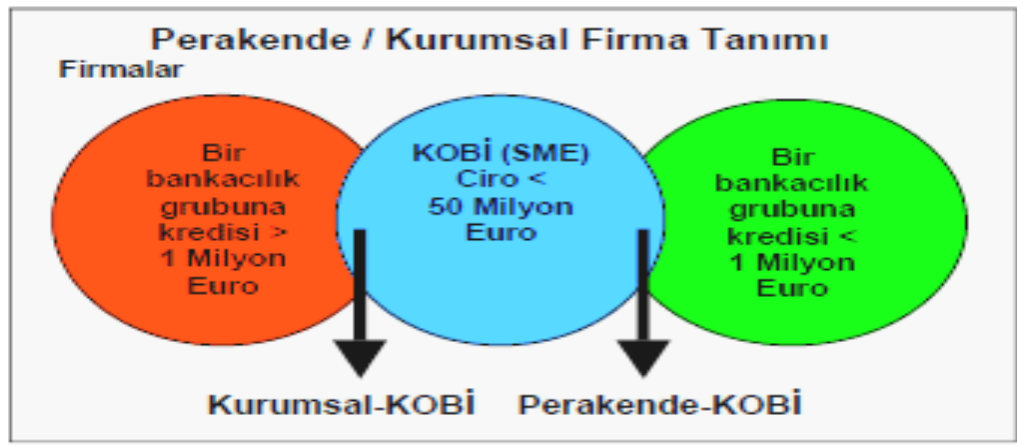 Perakende / Kurumsal Firma Tanımı
Firmalar
Bir
bankacılık
grubuna
kredisi >
1 Milyon
Euro
KOBİ (SME)
Ciro <
50 Milyon
Euro
Bir
bankacılık
grubuna
kredisi <
1 Milyon
Euro
Kurumsal-KOBİ
Perakende-KOBİ